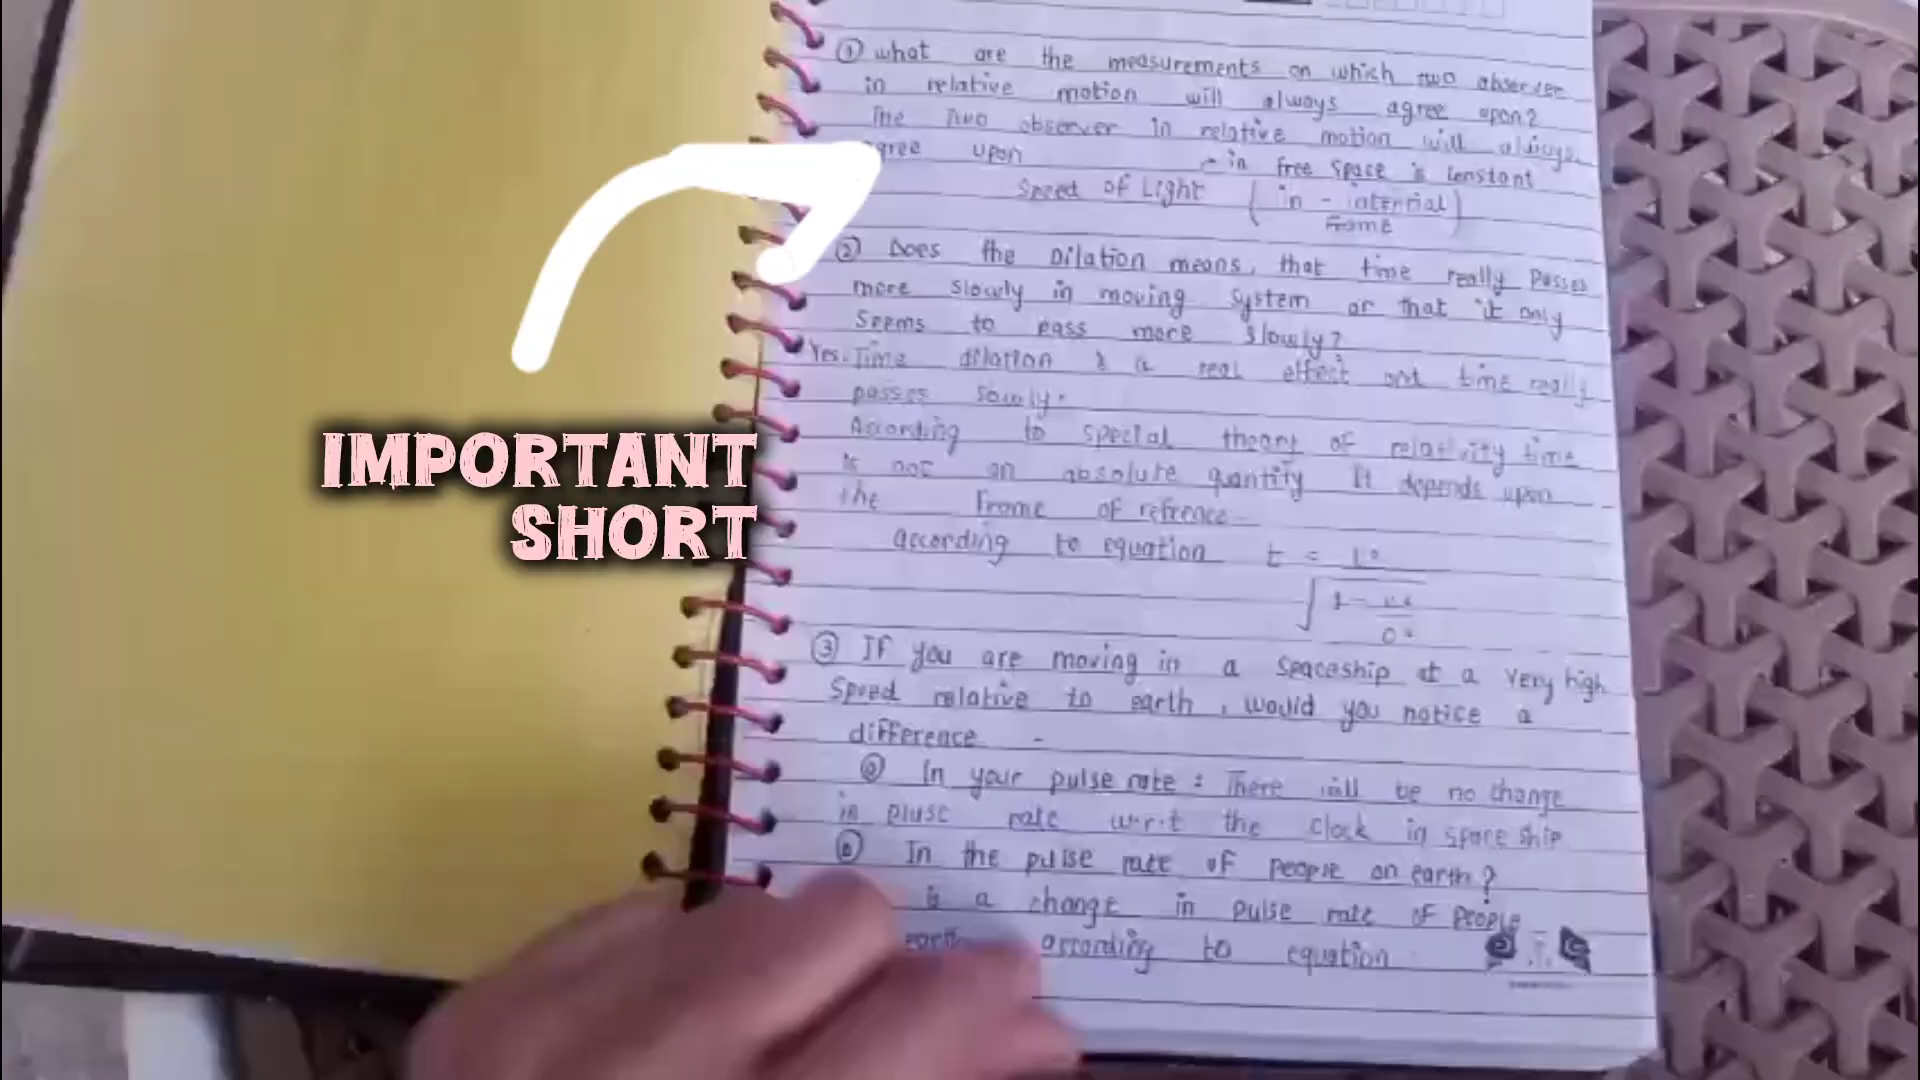 ① what are the measurements on which two observer
in relative motion will always agree upon?
The Two observer in relative motion will always
agree upon
in free space is constant
Speed of Light ( in - internial )
Frame
② Does the Dilation means, that time really Passes
more slowly in moving system or that it only
Seems to pass more slowly?
Yes. Time dilation is a real effect and time really
passes slowly.
According to special theory of relativity time
is not an absolute quantity It depends upon
the frame of refrence
according to equation t =
③ If you are moving in a spaceship at a very high
Speed relative to earth, would you notice a
difference -
ⓐ In your pulse rate : There will be no change
in pluse rate w.r.t the clock in space ship
ⓑ In the pulse rate of people on earth?
is a change in pulse rate of people
earth according to equation
IMPORTANT
SHORT